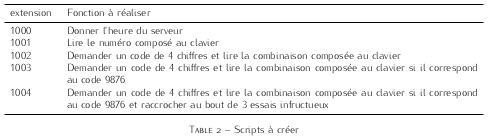 extension Fonction à réaliser
1000 Donner l'heure du serveur
1001 Lire le numéro composé au clavier
1002 Demander un code de 4 chiffres et lire la combinaison composée au clavier
1003 Demander un code de 4 chiffres et lire la combinaison composée au clavier si il correspond
au code 9876
1004 Demander un code de 4 chiffres et lire la combinaison composée au clavier si il correspond
au code 9876 et raccrocher au bout de 3 essais infructueux
TABLE 2 – Scripts à créer